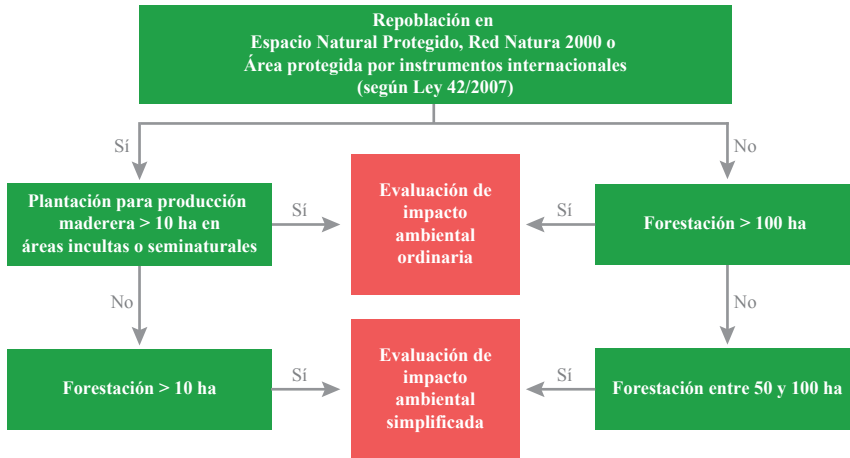 Repoblación en
Espacio Natural Protegido, Red Natura 2000 o
Área protegida por instrumentos internacionales
(según Ley 42/2007)
Sí
No
Plantación para producción
maderera > 10 ha en
áreas incultas o seminaturales
Sí
Evaluación de
impacto
ambiental
ordinaria
Sí
Forestación > 100 ha
No
No
Forestación > 10 ha
Sí
Evaluación de
impacto
ambiental
simplificada
Sí
Forestación entre 50 y 100 ha